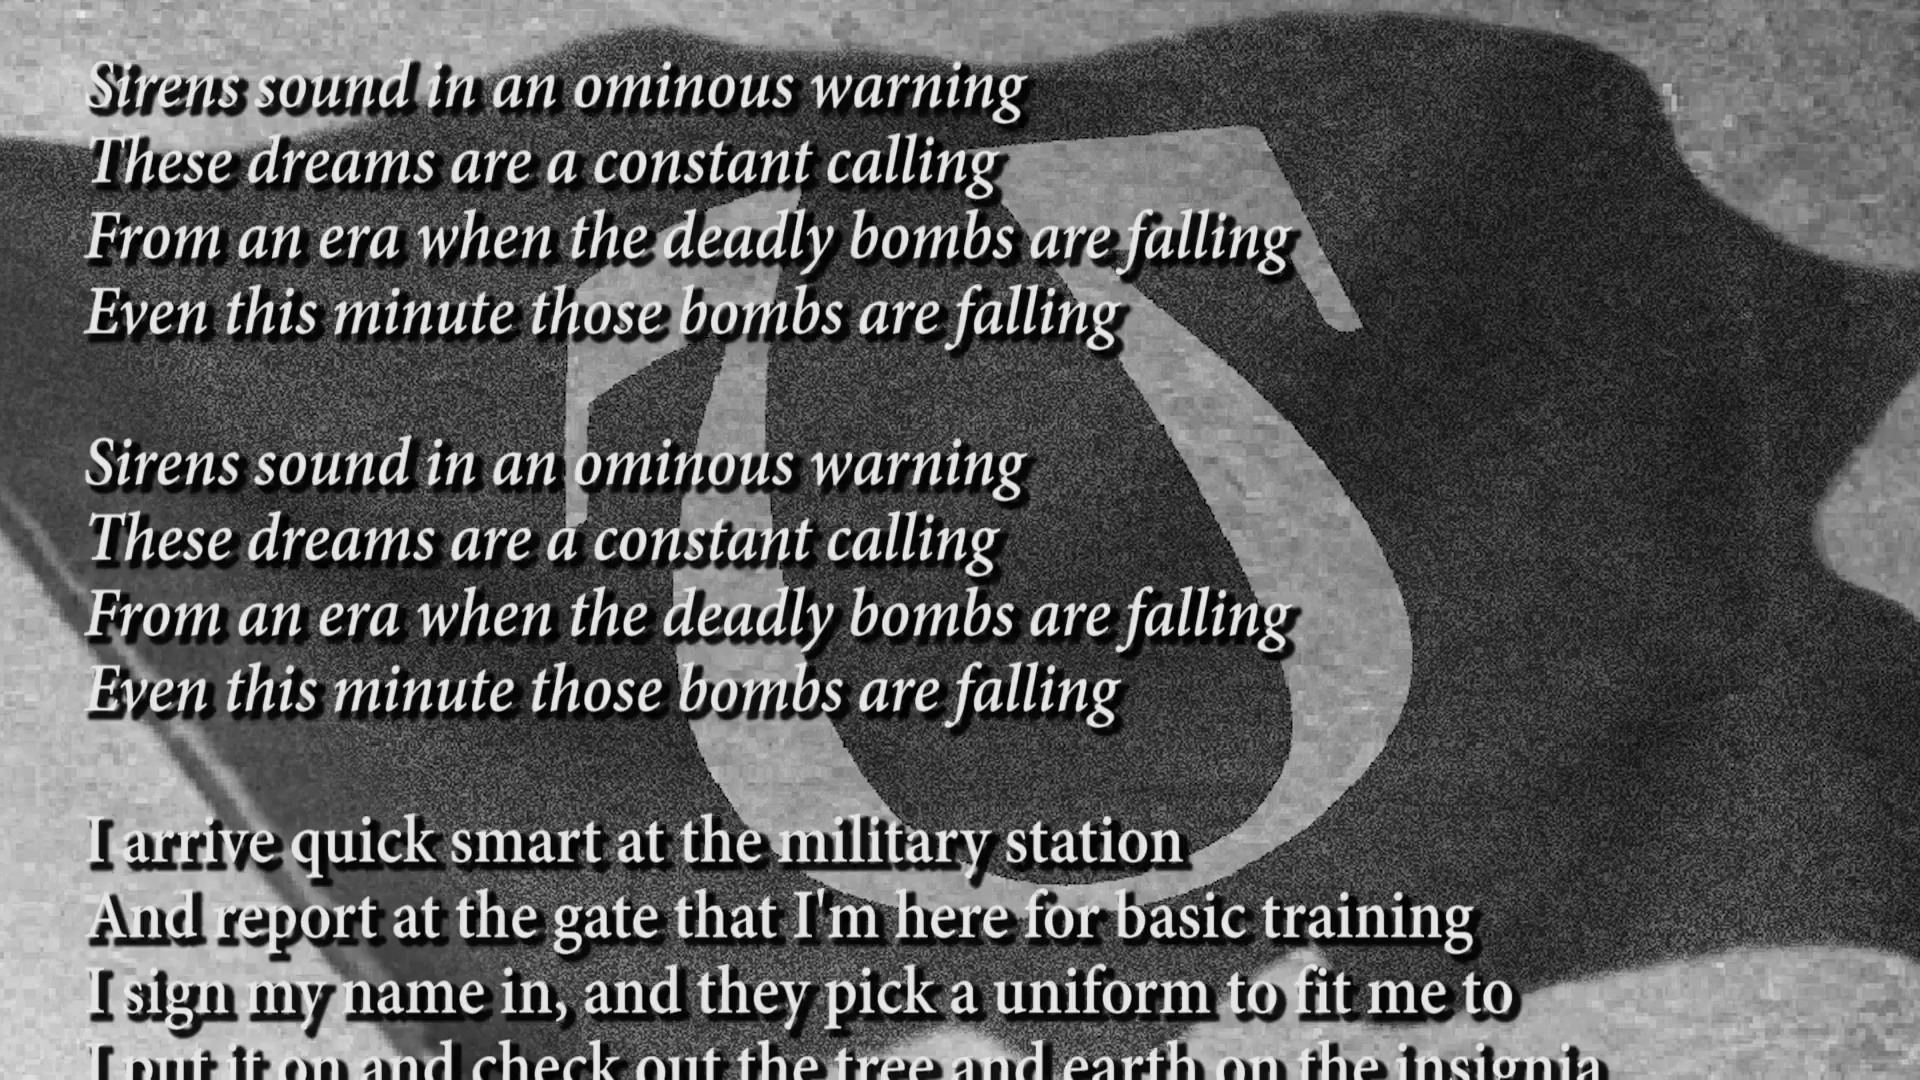 Sirens sound in an ominous warning
These dreams are a constant calling
From an era when the deadly bombs are falling
Even this minute those bombs are falling
Sirens sound in an ominous warning
These dreams are a constant calling
From an era when the deadly bombs are falling
Even this minute those bombs are falling
I arrive quick smart at the military station
And report at the gate that I'm here for basic training
I sign my name in, and they pick a uniform to fit me to
I put it on and check out the tree and earth on the insignia